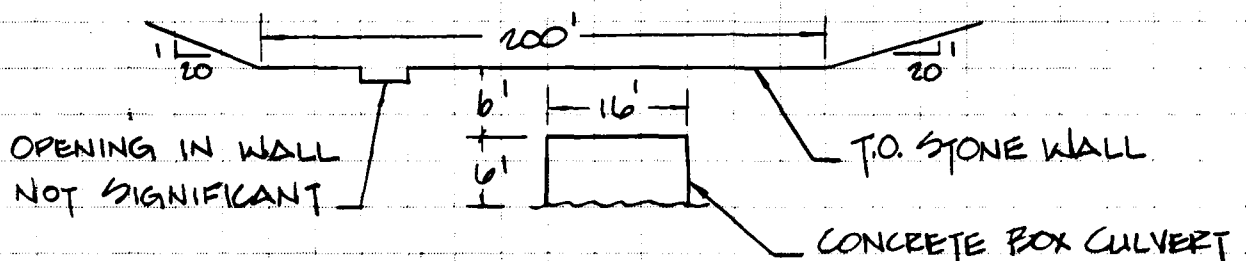 200'
1
20
1
20
6'
16'
OPENING IN WALL
NOT SIGNIFICANT
T.O. STONE WALL
6'
CONCRETE BOX CULVERT